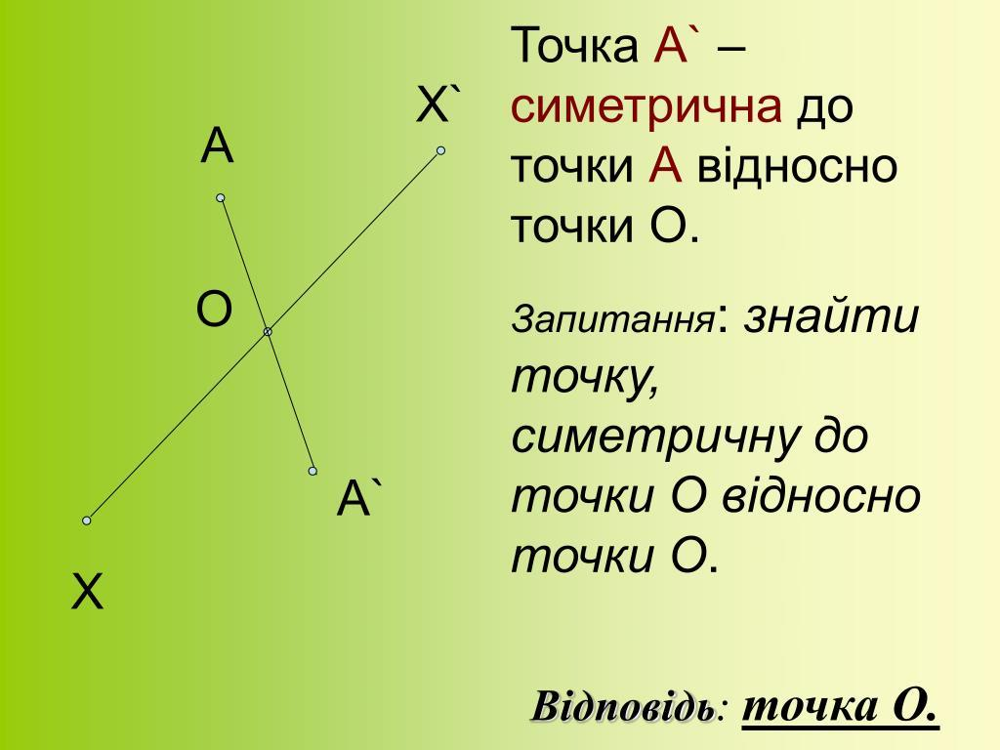 Точка А` –
симетрична до
точки А відносно
точки О.
Запитання: знайти
точку,
симетричну до
точки О відносно
точки О.
Відповідь: точка О.
Х`
А
О
А`
Х